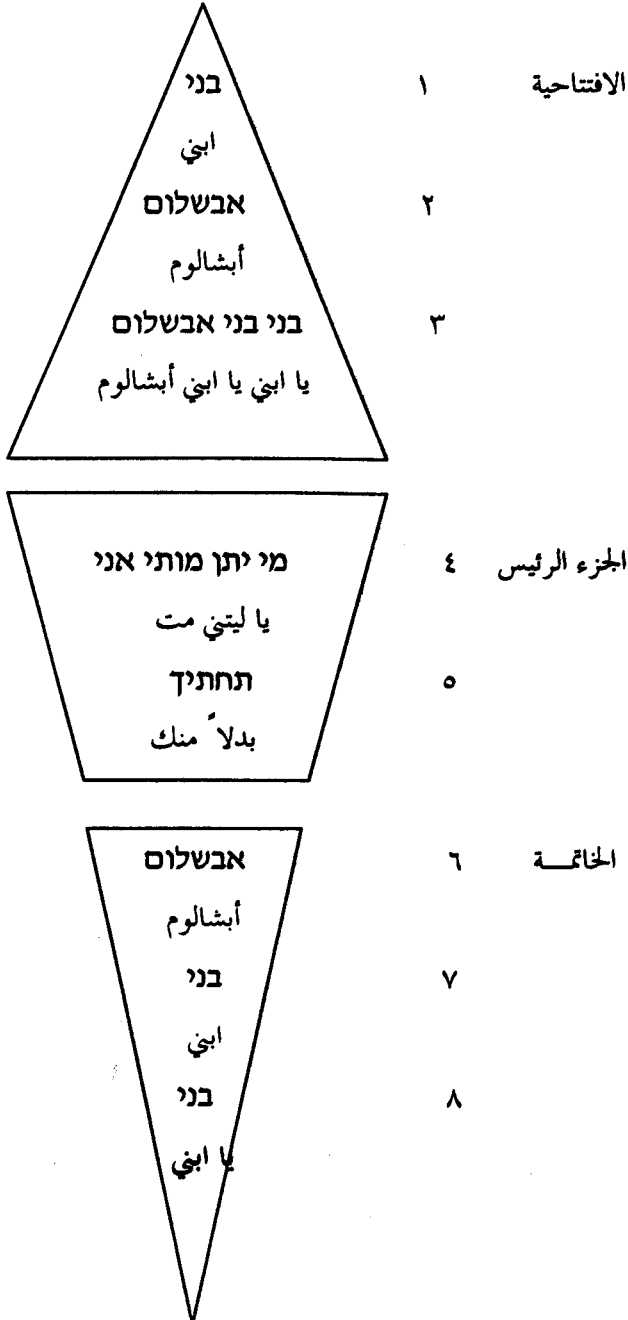 الافتتاحية ١ בני
ابني
٢ אבשלום
أبشالوم
٣ בני בני אבשלום
يا ابني يا ابني أبشالوم
الجزء الرئيس ٤ מי יתן מותי אני
يا ليتني مت
٥ תחתיך
بدلاً منك
الخاتمـــة ٦ אבשלום
أبشالوم
٧ בני
ابني
٨ בני
يا ابني